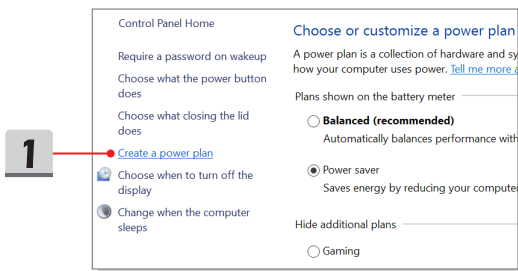 Control Panel Home
Require a password on wakeup
Choose what the power button
does
Choose what closing the lid
does
1
Create a power plan
Choose when to turn off the
display
Change when the computer
sleeps
Choose or customize a power plan
A power plan is a collection of hardware and sy
how your computer uses power. Tell me more a
Plans shown on the battery meter
Balanced (recommended)
Automatically balances performance with
Power saver
Saves energy by reducing your compute
Hide additional plans
Gaming